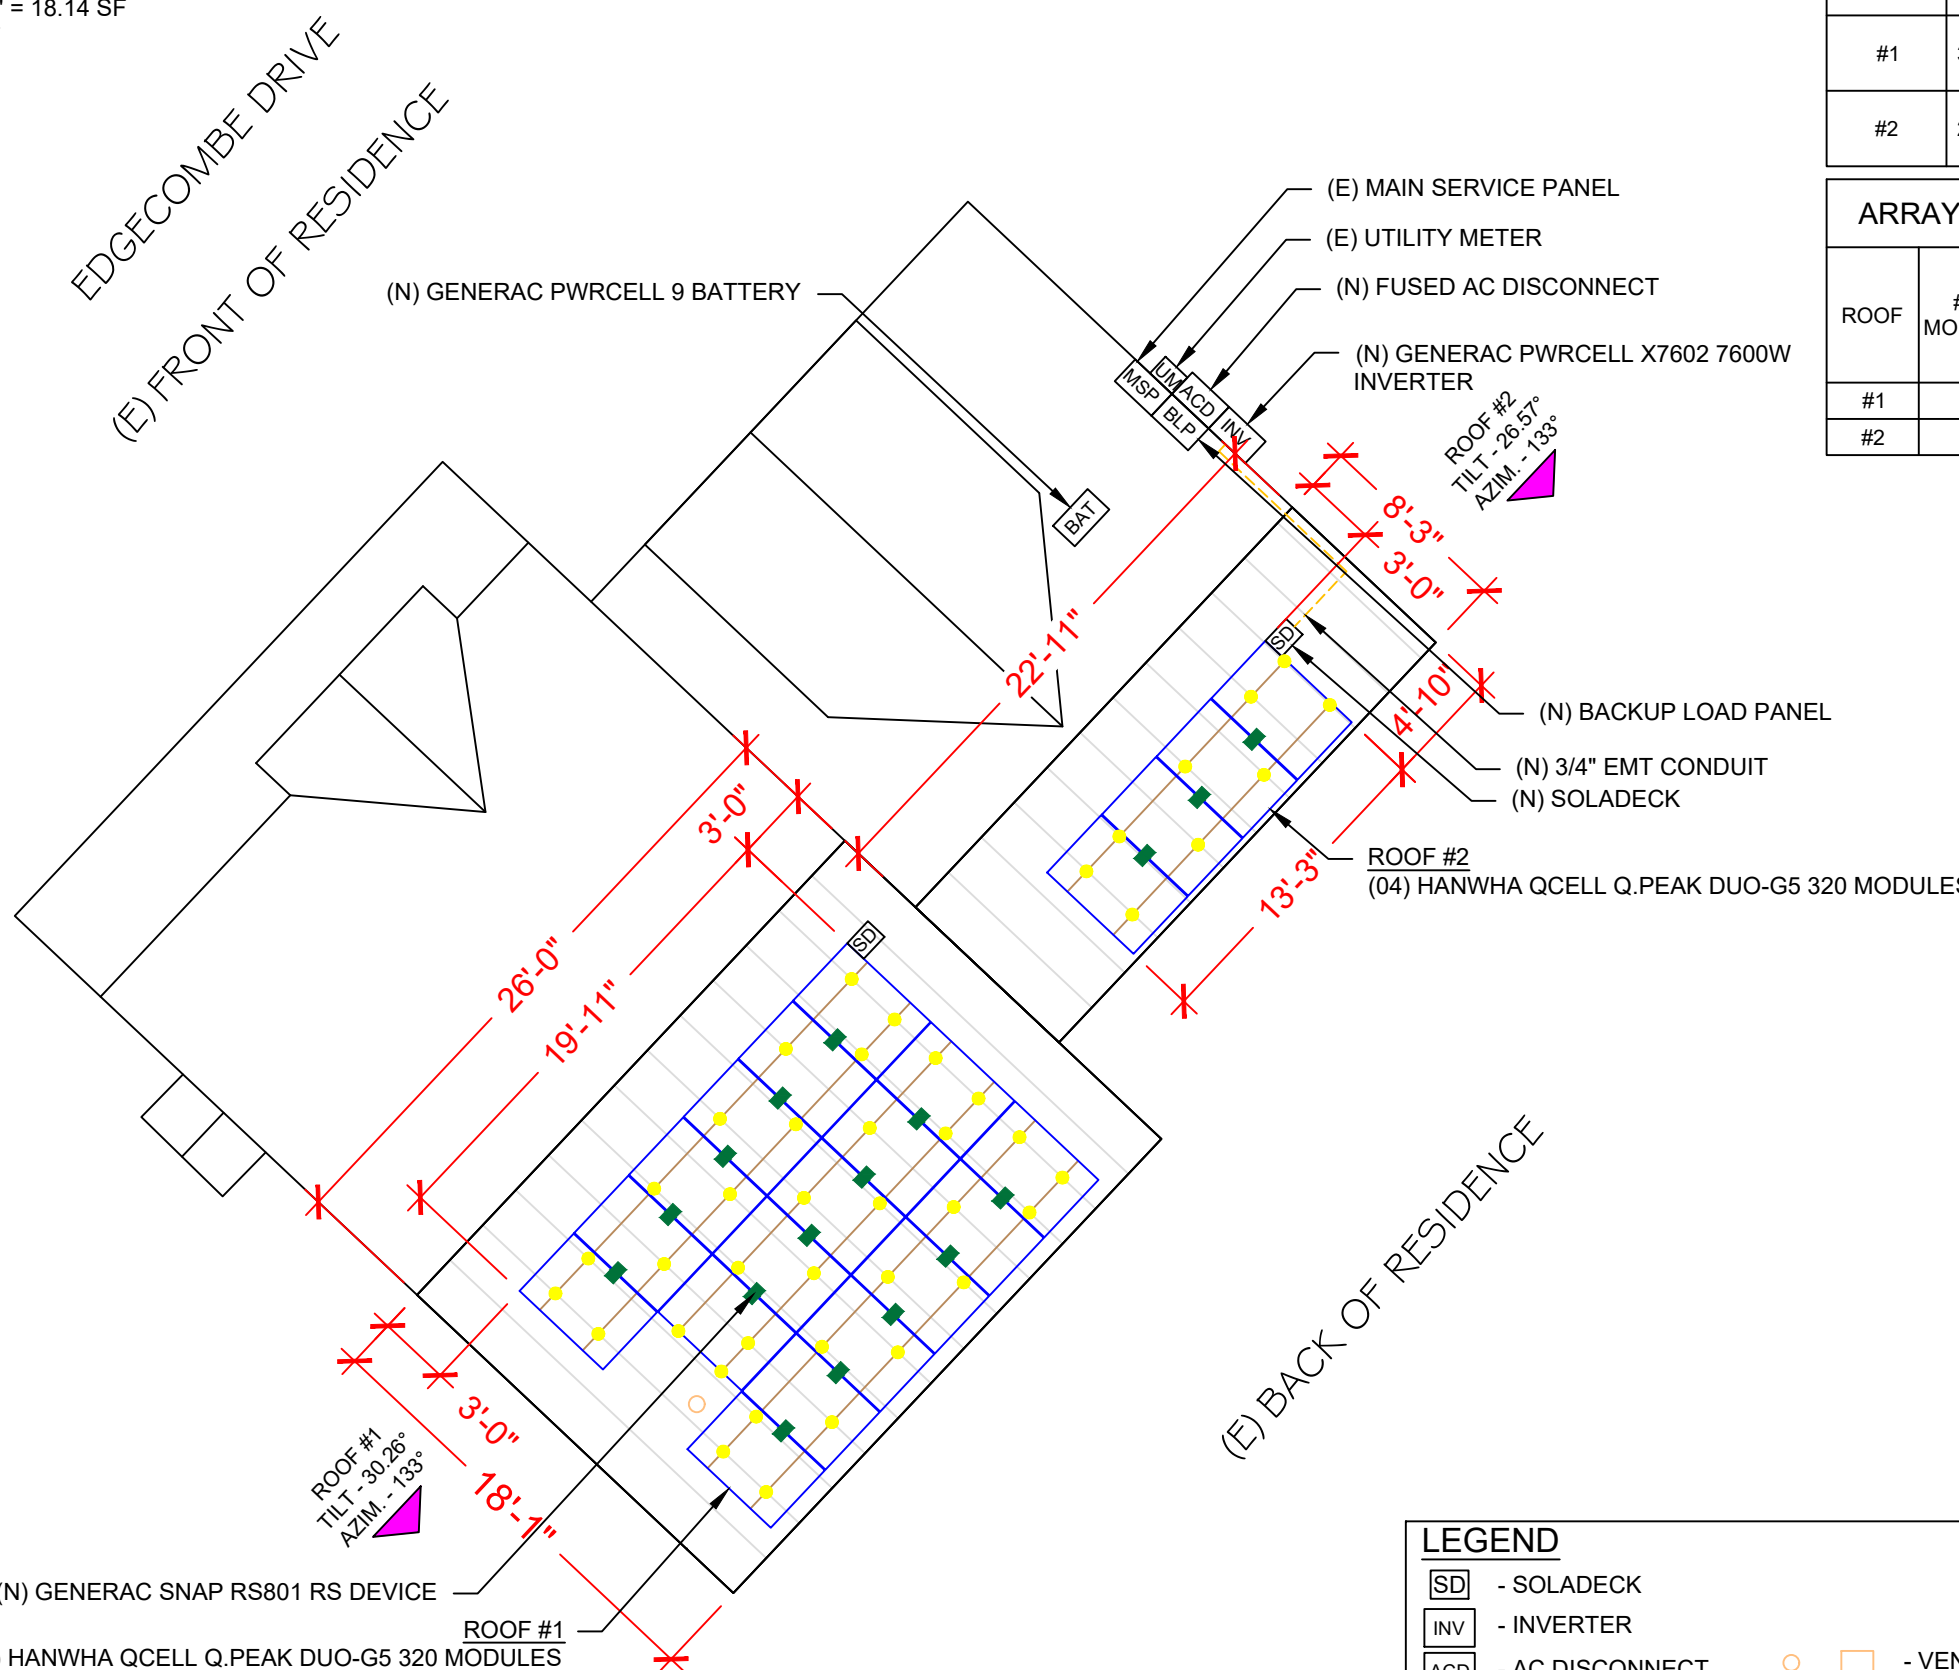 ' = 18.14 SF
EDGECOMBE DRIVE
(E) FRONT OF RESIDENCE
(N) GENERAC PWRCELL 9 BATTERY
(E) MAIN SERVICE PANEL
(E) UTILITY METER
(N) FUSED AC DISCONNECT
(N) GENERAC PWRCELL X7602 7600W
INVERTER
MSP
UM
ACD
BLP
INV
BAT
ROOF #2
TILT - 26.57°
AZIM. - 133°
8'-3"
3'-0"
22'-11"
SD
4'-10"
13'-3"
(N) BACKUP LOAD PANEL
(N) 3/4" EMT CONDUIT
(N) SOLADECK
ROOF #2
(04) HANWHA QCELL Q.PEAK DUO-G5 320 MODULES
3'-0"
26'-0"
19'-11"
SD
3'-0"
18'-1"
ROOF #1
TILT - 30.26°
AZIM. - 133°
(E) BACK OF RESIDENCE
(N) GENERAC SNAP RS801 RS DEVICE
ROOF #1
HANWHA QCELL Q.PEAK DUO-G5 320 MODULES
#1
#2
ARRAY
ROOF
#1
#2
LEGEND
SD - SOLADECK
INV - INVERTER
ACD - AC DISCONNECT
- VEN